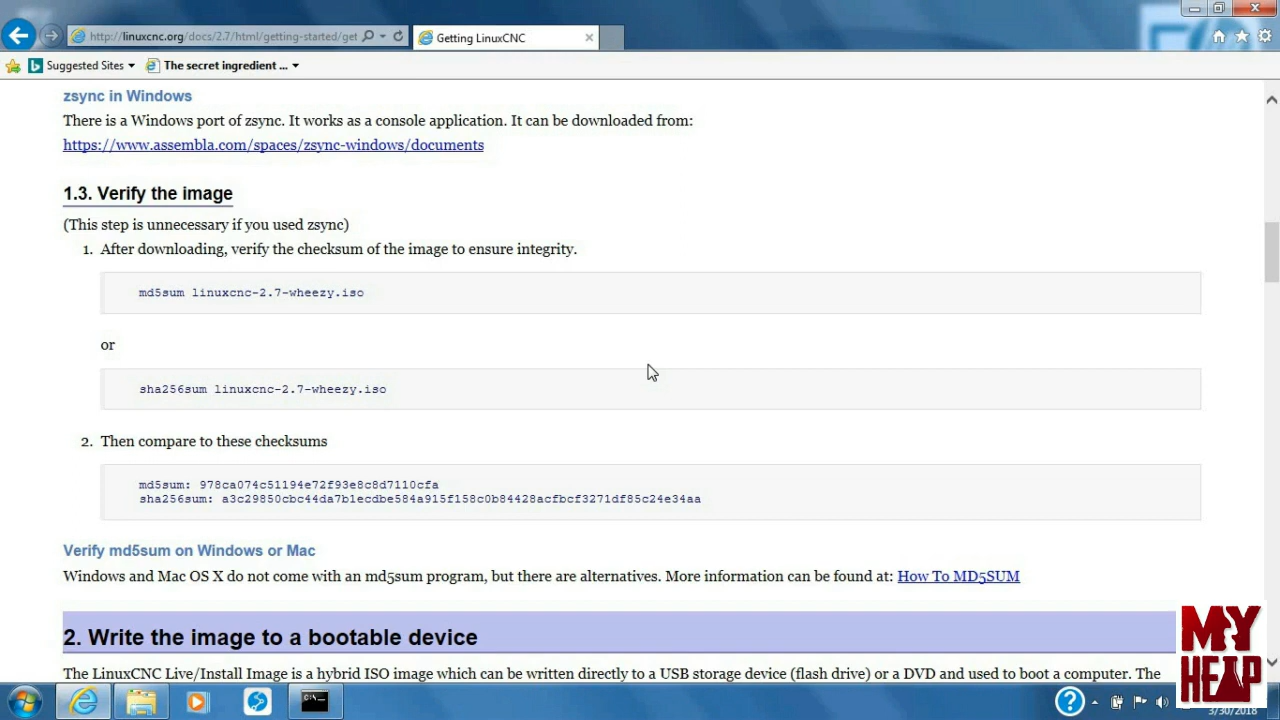 http://linuxcnc.org/docs/2.7/html/getting-started/get
Getting LinuxCNC
Suggested Sites
The secret ingredient ...
zsync in Windows
There is a Windows port of zsync. It works as a console application. It can be downloaded from:
https://www.assembla.com/spaces/zsync-windows/documents
1.3. Verify the image
(This step is unnecessary if you used zsync)
1. After downloading, verify the checksum of the image to ensure integrity.
md5sum linuxcnc-2.7-wheezy.iso
or
sha256sum linuxcnc-2.7-wheezy.iso
2. Then compare to these checksums
md5sum: 978ca074c51194e72f93e8c8d7110cfa
sha256sum: a3c29850cbc44da7b1ecdbe584a915f158c0b84428acfbcf3271df85c24e34aa
Verify md5sum on Windows or Mac
Windows and Mac OS X do not come with an md5sum program, but there are alternatives. More information can be found at: How To MD5SUM
2. Write the image to a bootable device
The LinuxCNC Live/Install Image is a hybrid ISO image which can be written directly to a USB storage device (flash drive) or a DVD and used to boot a computer. The
MY
HEAP
C:\.
3/30/2018